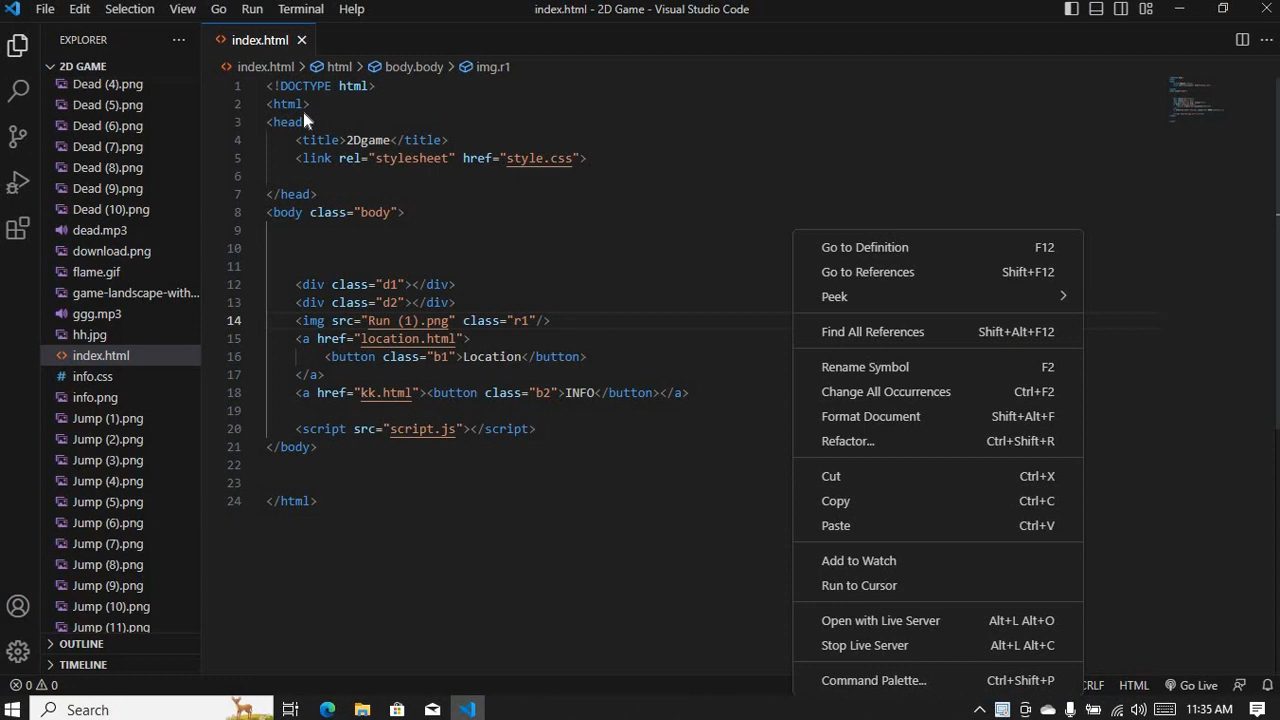 File Edit Selection View Go Run Terminal Help
index.html - 2D Game - Visual Studio Code
EXPLORER
2D GAME
Dead (4).png
Dead (5).png
Dead (6).png
Dead (7).png
Dead (8).png
Dead (9).png
Dead (10).png
dead.mp3
download.png
flame.gif
game-landscape-with...
ggg.mp3
hh.jpg
index.html
info.css
info.png
Jump (1).png
Jump (2).png
Jump (3).png
Jump (4).png
Jump (5).png
Jump (6).png
Jump (7).png
Jump (8).png
Jump (9).png
Jump (10).png
Jump (11).png
OUTLINE
TIMELINE
index.html
index.html > html > body.body > img.r1
1 <!DOCTYPE html>
2 <html>
3 <head
4 <title>2Dgame</title>
5 <link rel="stylesheet" href="style.css">
6
7 </head>
8 <body class="body">
9
10
11
12 <div class="d1"></div>
13 <div class="d2"></div>
14 <img src="Run (1).png" class="r1"/>
15 <a href="location.html">
16 <button class="b1">Location</button>
17 </a>
18 <a href="kk.html"><button class="b2">INFO</button></a>
19
20 <script src="script.js"></script>
21 </body>
22
23
24 </html>
Go to Definition F12
Go to References Shift+F12
Peek
Find All References Shift+Alt+F12
Rename Symbol F2
Change All Occurrences Ctrl+F2
Format Document Shift+Alt+F
Refactor... Ctrl+Shift+R
Cut Ctrl+X
Copy Ctrl+C
Paste Ctrl+V
Add to Watch
Run to Cursor
Open with Live Server Alt+L Alt+O
Stop Live Server Alt+L Alt+C
Command Palette... Ctrl+Shift+P
0 0
CRLF HTML Go Live
Search
11:35 AM